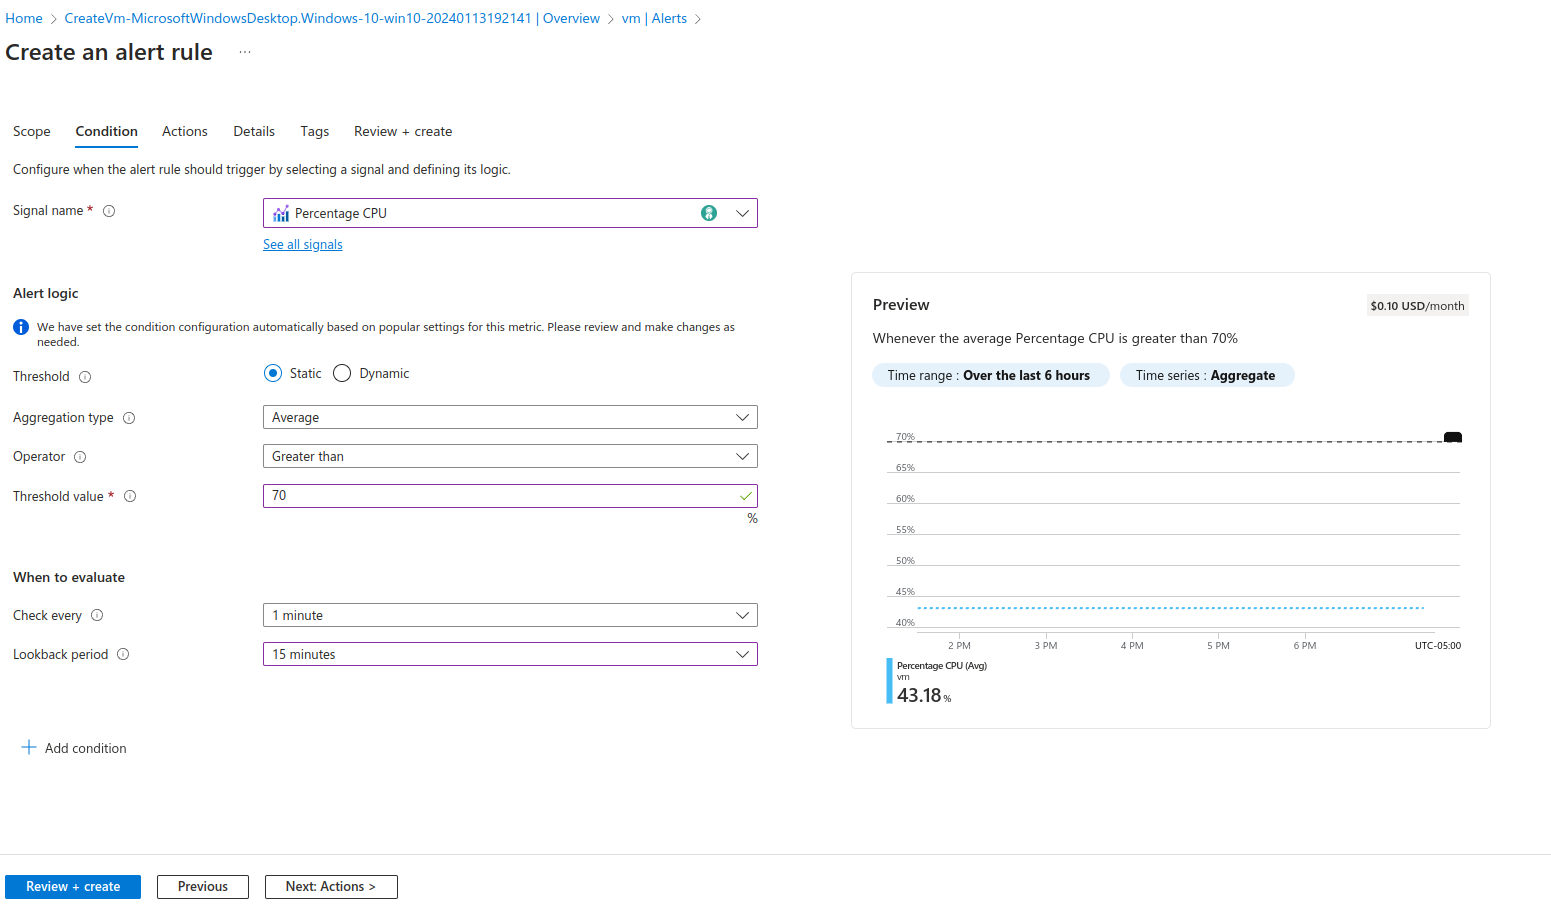 Home > CreateVm-MicrosoftWindowsDesktop.Windows-10-win10-20240113192141 | Overview > vm | Alerts >
Create an alert rule ...
Scope Condition Actions Details Tags Review + create
Configure when the alert rule should trigger by selecting a signal and defining its logic.
Signal name * Percentage CPU
See all signals
Alert logic
We have set the condition configuration automatically based on popular settings for this metric. Please review and make changes as
needed.
Threshold Static Dynamic
Aggregation type Average
Operator Greater than
Threshold value * 70
%
When to evaluate
Check every 1 minute
Lookback period 15 minutes
+ Add condition
Preview $0.10 USD/month
Whenever the average Percentage CPU is greater than 70%
Time range : Over the last 6 hours Time series : Aggregate
70%
65%
60%
55%
50%
45%
40%
2 PM 3 PM 4 PM 5 PM 6 PM UTC-05:00
Percentage CPU (Avg)
vm
43.18 %
Review + create Previous Next: Actions >